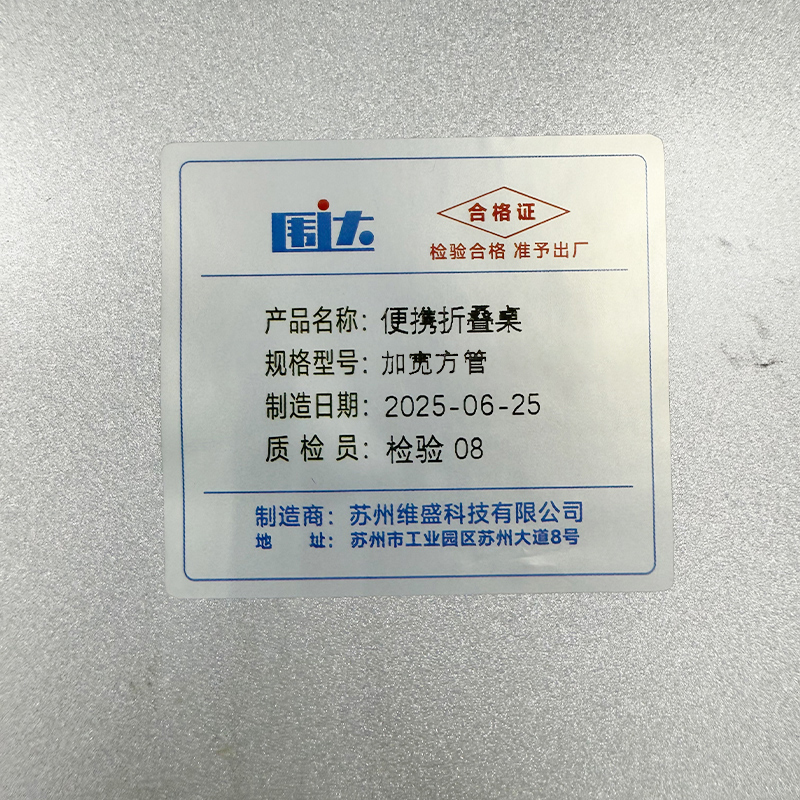 围达
合格证
检验合格 准予出厂
产品名称：便携折叠桌
规格型号：加宽方管
制造日期：2025-06-25
质 检 员：检验 08
制造商：苏州维盛科技有限公司
地 址：苏州市工业园区苏州大道8号